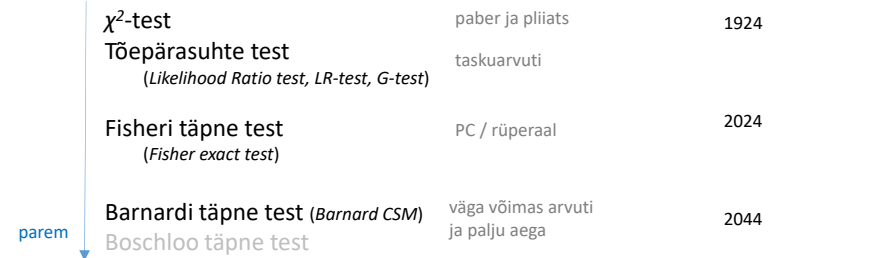 χ²-test paber ja pliiats 1924
Tõepärasuhte test taskuarvuti
(Likelihood Ratio test, LR-test, G-test)
Fisheri täpne test PC / rüperaal 2024
(Fisher exact test)
Barnardi täpne test (Barnard CSM) väga võimas arvuti 2044
ja palju aega
parem
Boschloo täpne test